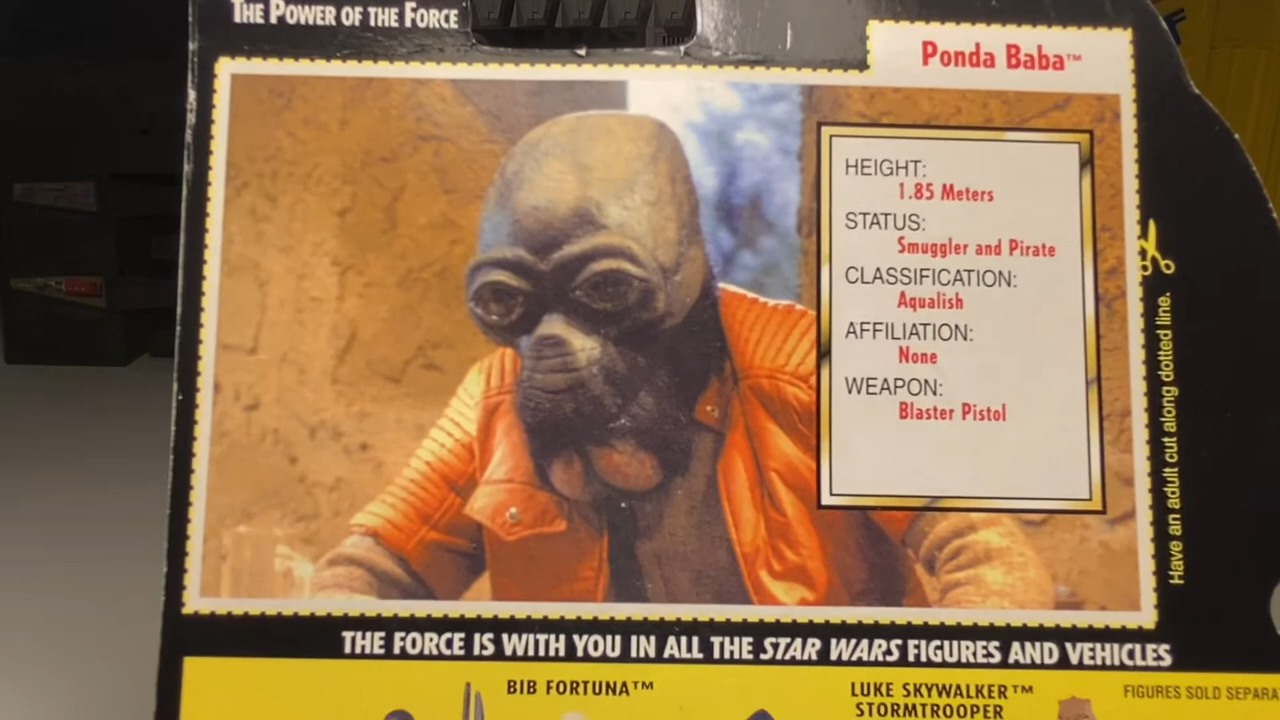 THE POWER OF THE FORCE
Ponda Baba™
HEIGHT:
1.85 Meters
STATUS:
Smuggler and Pirate
CLASSIFICATION:
Aqualish
AFFILIATION:
None
WEAPON:
Blaster Pistol
Have an adult cut along dotted line.
THE FORCE IS WITH YOU IN ALL THE STAR WARS FIGURES AND VEHICLES
BIB FORTUNA™
LUKE SKYWALKER™
STORMTROOPER
FIGURES SOLD